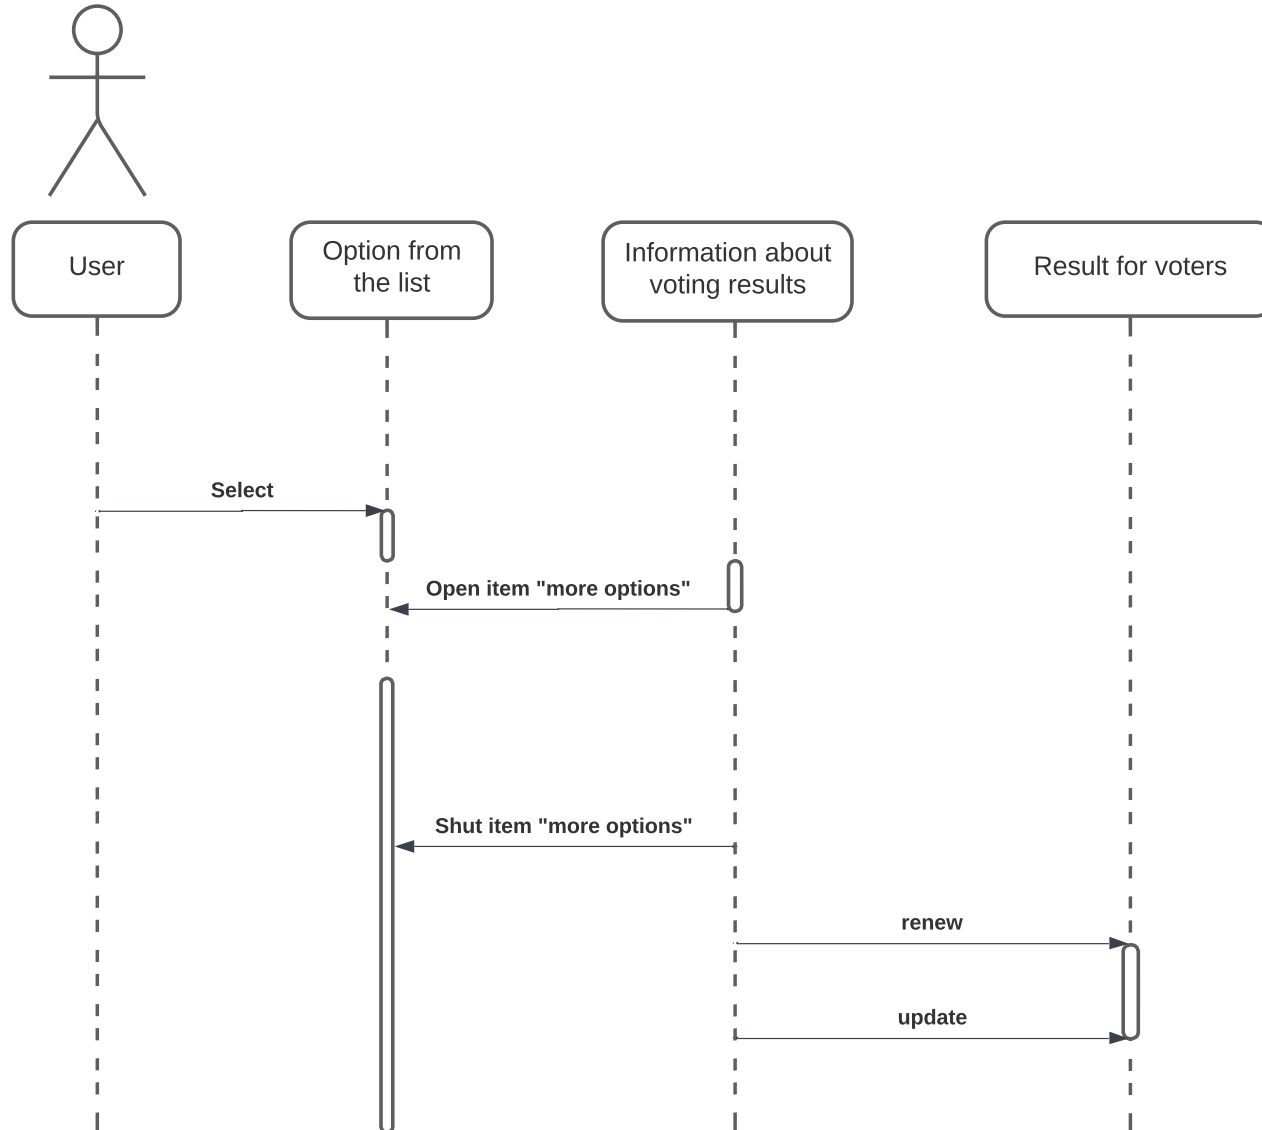 User
Option from
the list
Information about
voting results
Result for voters
Select
Open item "more options"
Shut item "more options"
renew
update